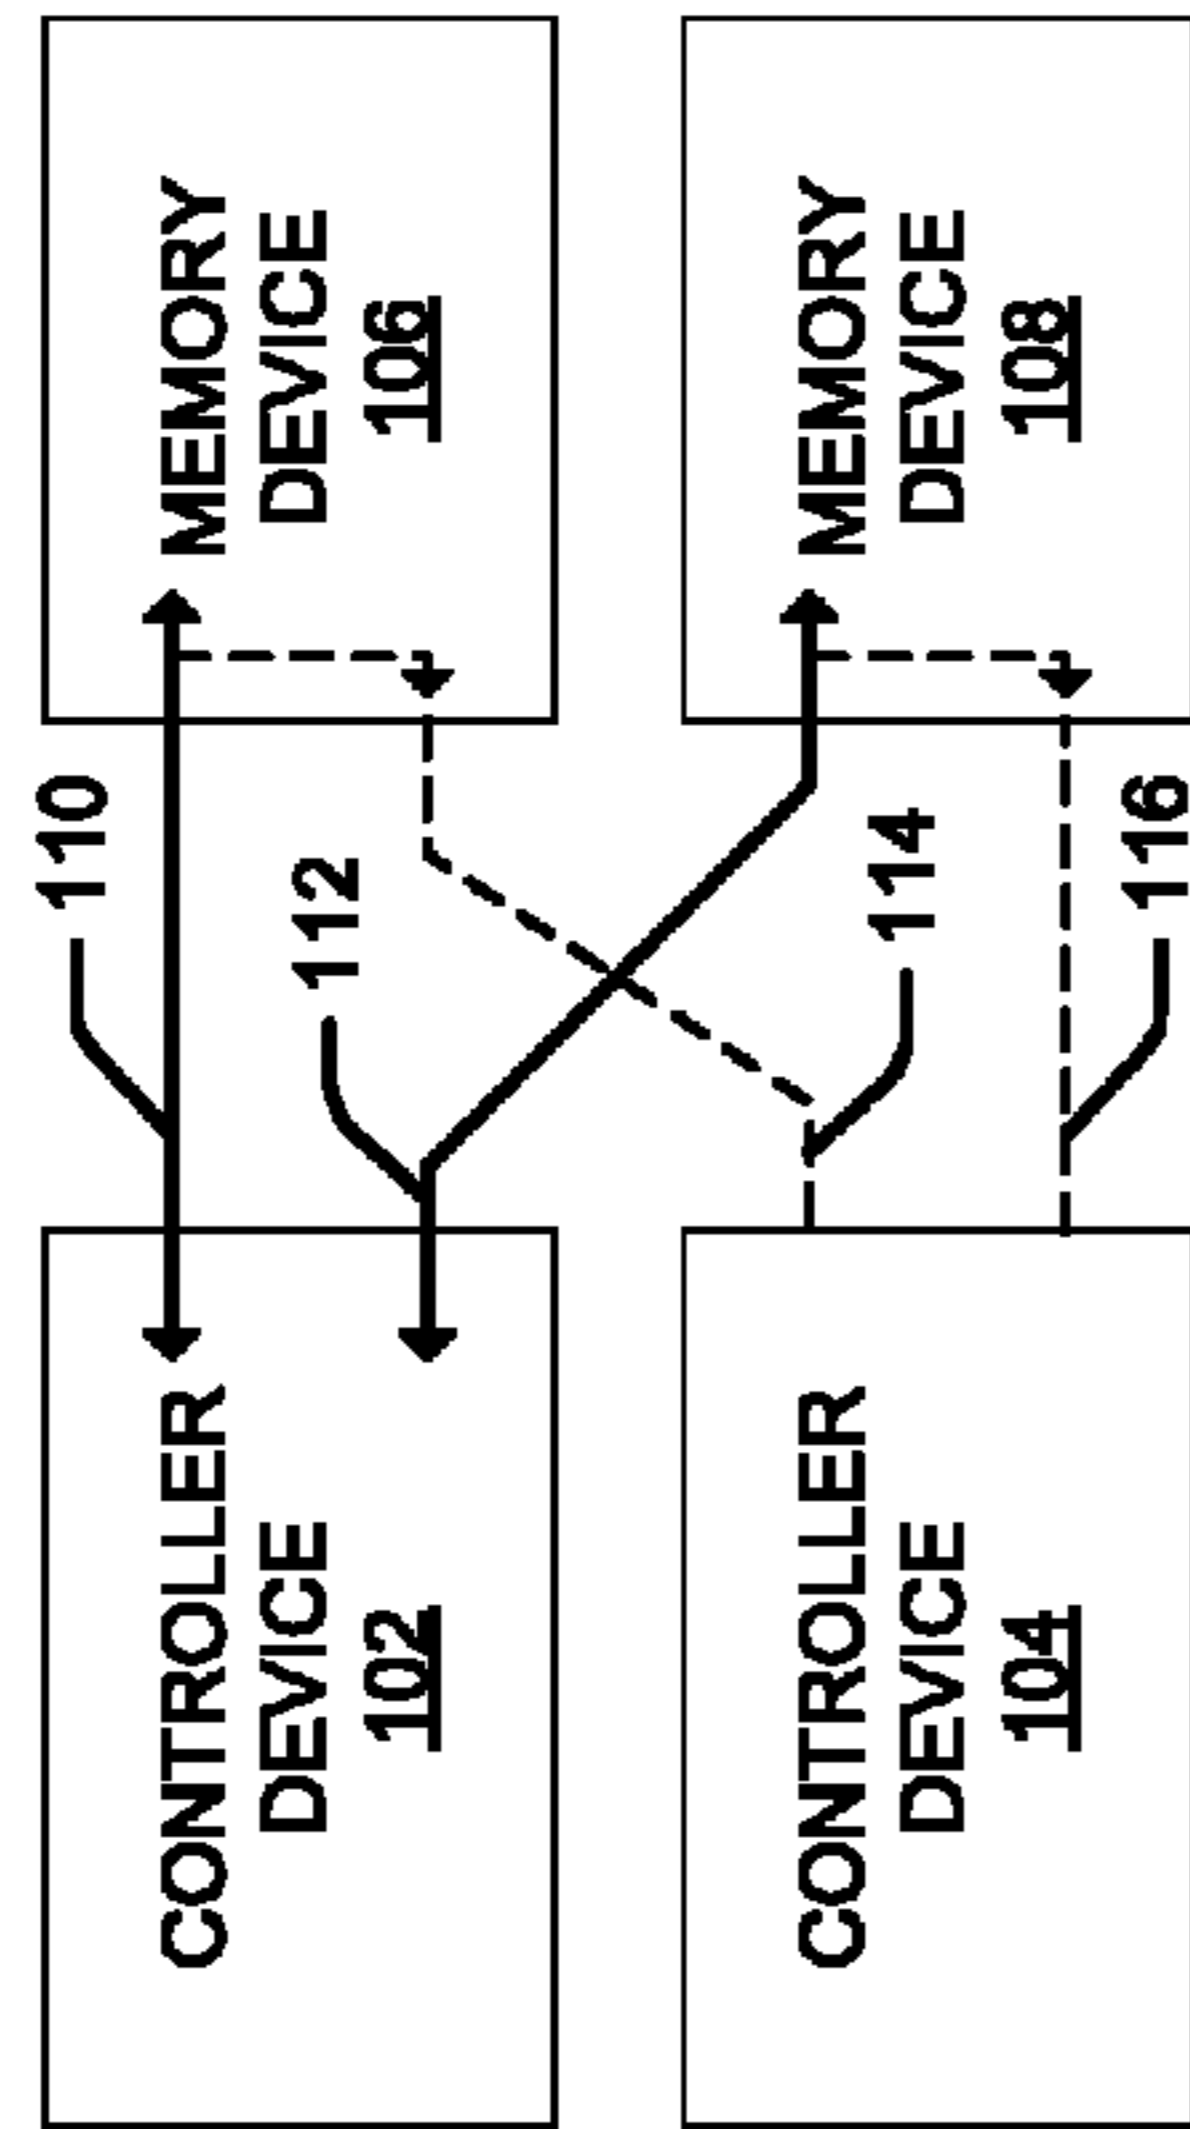 CONTROLLER
DEVICE
102
110
112
MEMORY
DEVICE
106
CONTROLLER
DEVICE
104
114
116
MEMORY
DEVICE
108